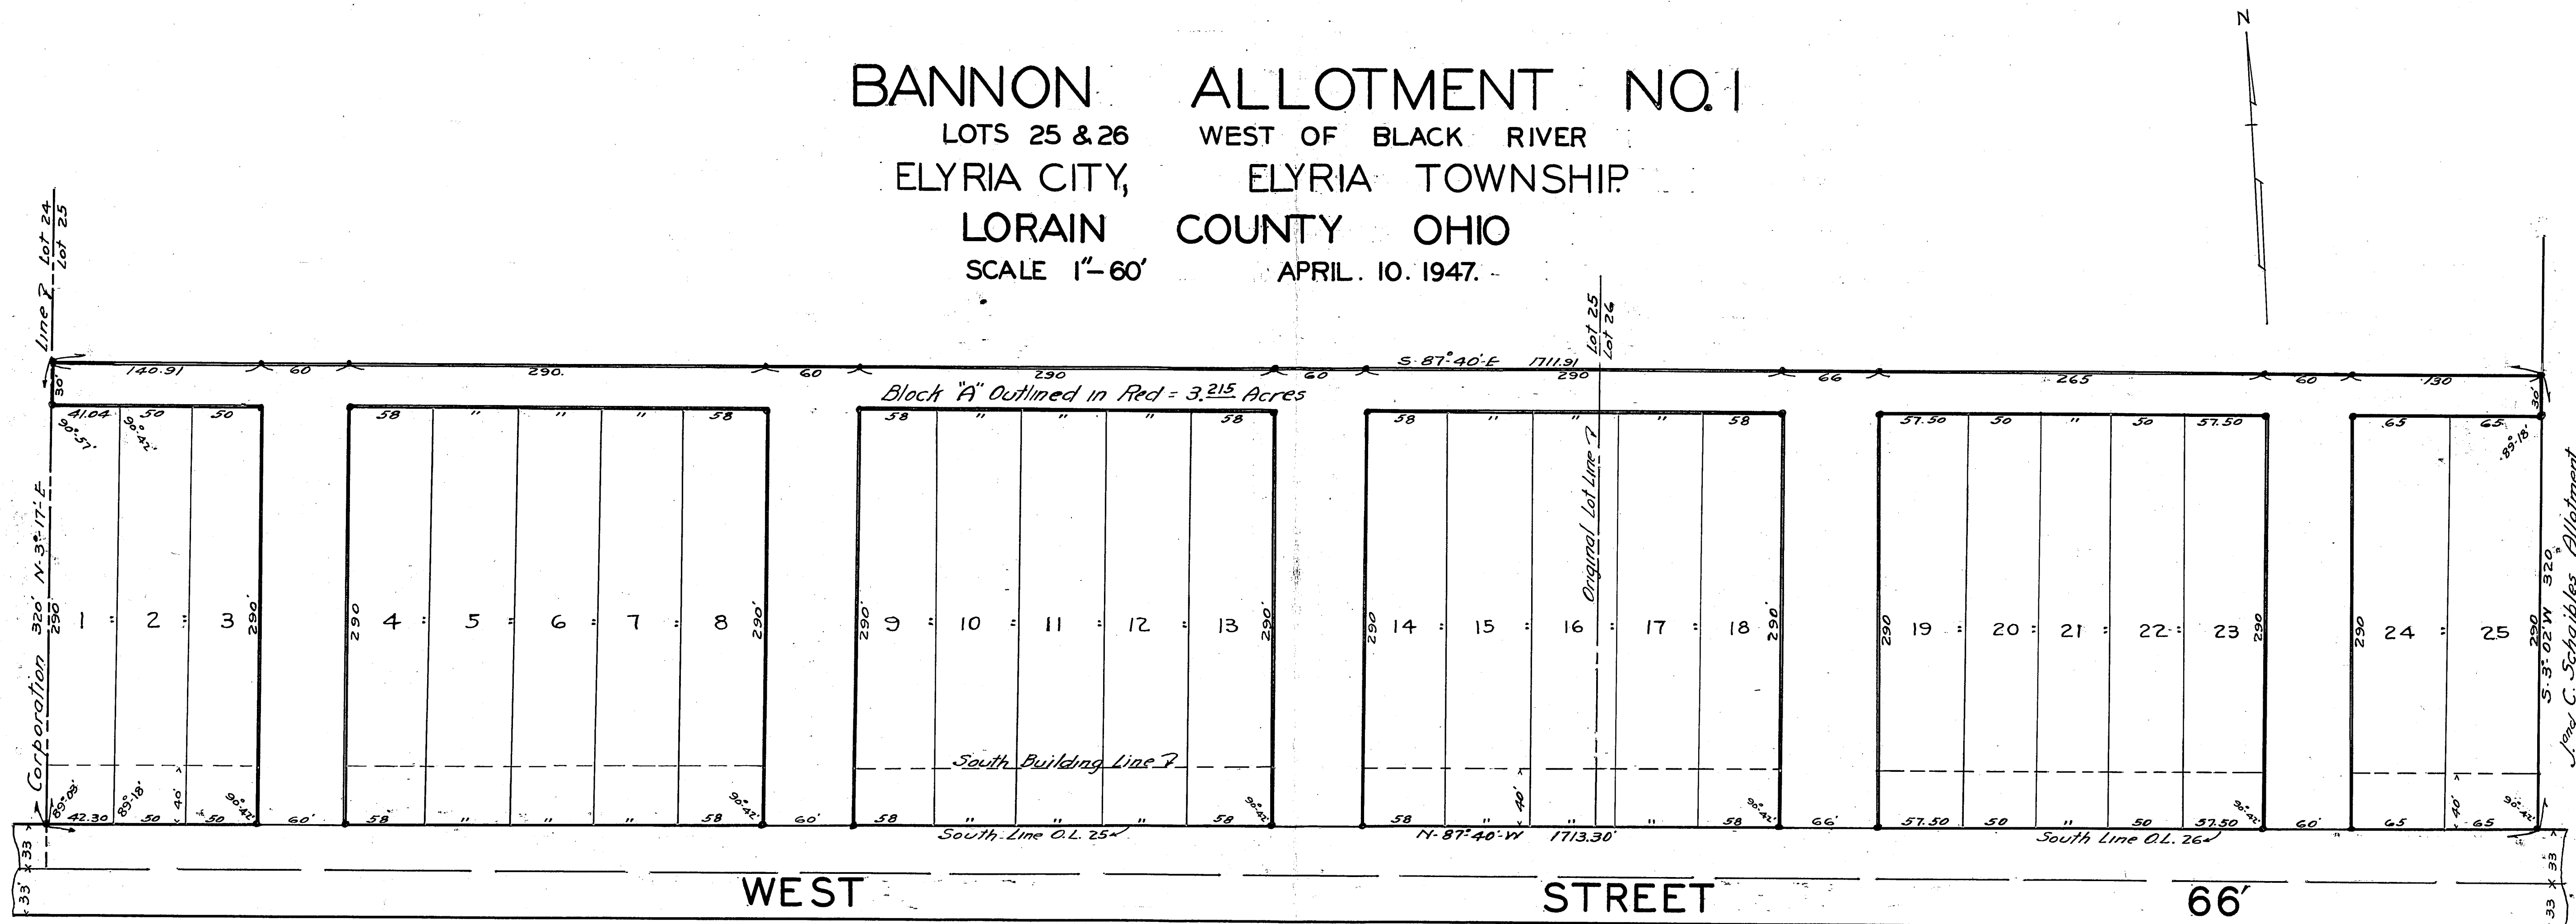 N
BANNON ALLOTMENT NO. 1
LOTS 25 & 26 WEST OF BLACK RIVER
ELYRIA CITY, ELYRIA TOWNSHIP.
LORAIN COUNTY OHIO
SCALE 1"–60' APRIL. 10. 1947.
Line Lot 24
Lot 25
Lot 25
Lot 26
S-87°-40'-E 1711.91
140.91 60 290. 60 290 60 290 66 265 60 130
30' 30'
Block "A" Outlined in Red = 3.215 Acres
41.04 50 50 58 " " " 58 58 " " " 58 58 " " " 58 57.50 50 " 50 57.50 65 65
90°-57' 90°-42' 89°-18'
Original Lot Line
Corporation 320' N-3°-17'-E
290' 1 " 2 " 3 290' 290 4 " 5 " 6 " 7 " 8 290' 290' 9 " 10 " 11 " 12 " 13 290' 290 14 " 15 " 16 " 17 " 18 290' 290 19 " 20 " 21 " 22 " 23 290' 290 24 " 25 290
S-3°-02'W 320
J. and C. Schaibles Allotment
South Building Line
89°-03' 89°-18' 40' 90°-42' 90°-42' 90°-42' 40' 90°-42' 90°-42' 40' 90°-42'
42.30 50 50 60' 58' " " " 58 60' 58 " " " 58 58 " " " 58 66' 57.50 50 " 50 57.50 60' 65 65
South Line O.L. 25 N-87°-40'-W 1713.30' South Line O.L. 26
33' x 33' 33' x 33
WEST STREET 66'